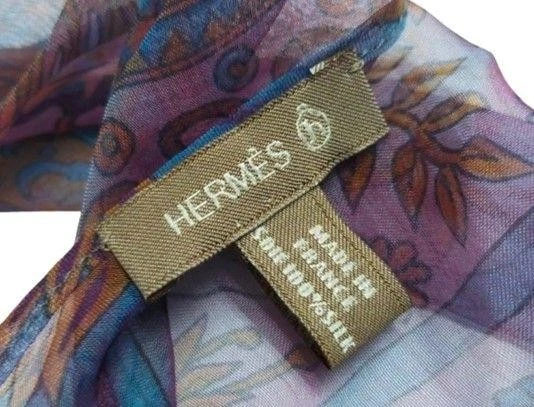 HERMÈS
MADE IN
FRANCE
SOIE 100% SILK